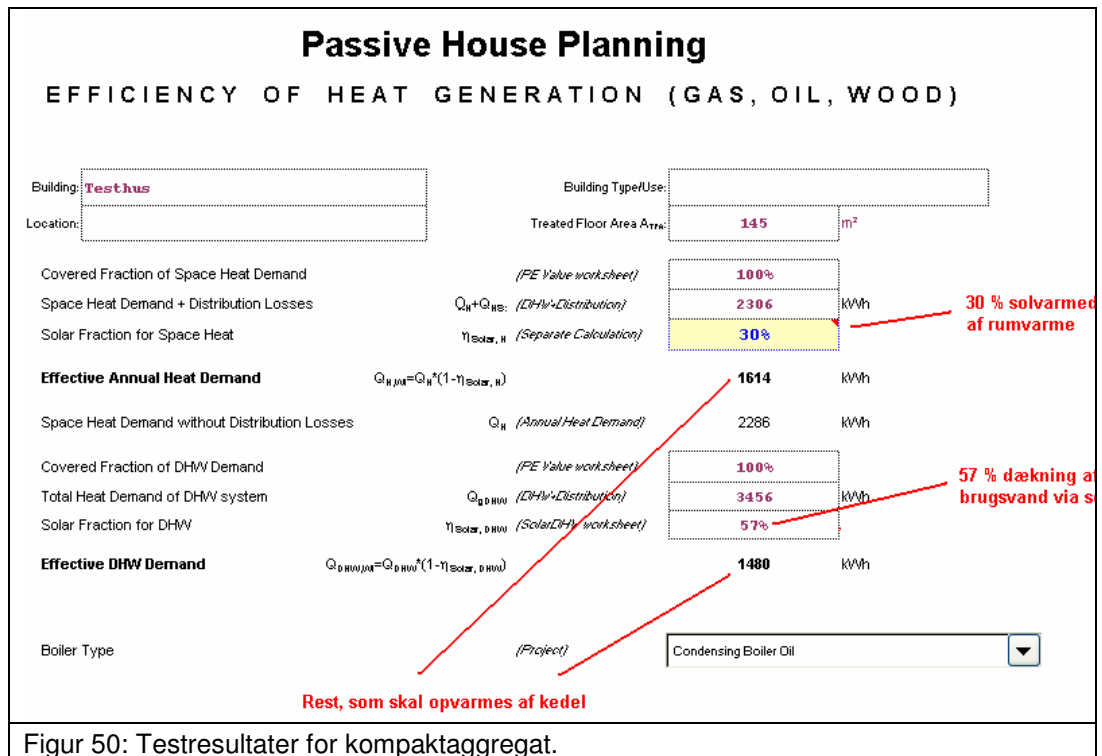 Passive House Planning
EFFICIENCY OF HEAT GENERATION (GAS, OIL, WOOD)
Building: Testhus Building Type/Use:
Location: Treated Floor Area ATFA: 145 m²
Covered Fraction of Space Heat Demand (PE Value worksheet) 100%
Space Heat Demand + Distribution Losses QH+QHS: (DHW+Distribution) 2306 kWh
Solar Fraction for Space Heat ηSolar, H (Separate Calculation) 30%
30 % solvarmed
af rumvarme
Effective Annual Heat Demand QH,Wi=QH*(1-ηSolar, H) 1614 kWh
Space Heat Demand without Distribution Losses QH (Annual Heat Demand) 2286 kWh
Covered Fraction of DHW Demand (PE Value worksheet) 100%
Total Heat Demand of DHW system QgDHW (DHW+Distribution) 3456 kWh
Solar Fraction for DHW ηSolar, DHW (SolarDHW worksheet) 57%
57 % dækning af
brugsvand via s
Effective DHW Demand QDHW,Wi=QDHW*(1-ηSolar, DHW) 1480 kWh
Boiler Type (Project) Condensing Boiler Oil
Rest, som skal opvarmes af kedel
Figur 50: Testresultater for kompaktaggregat.